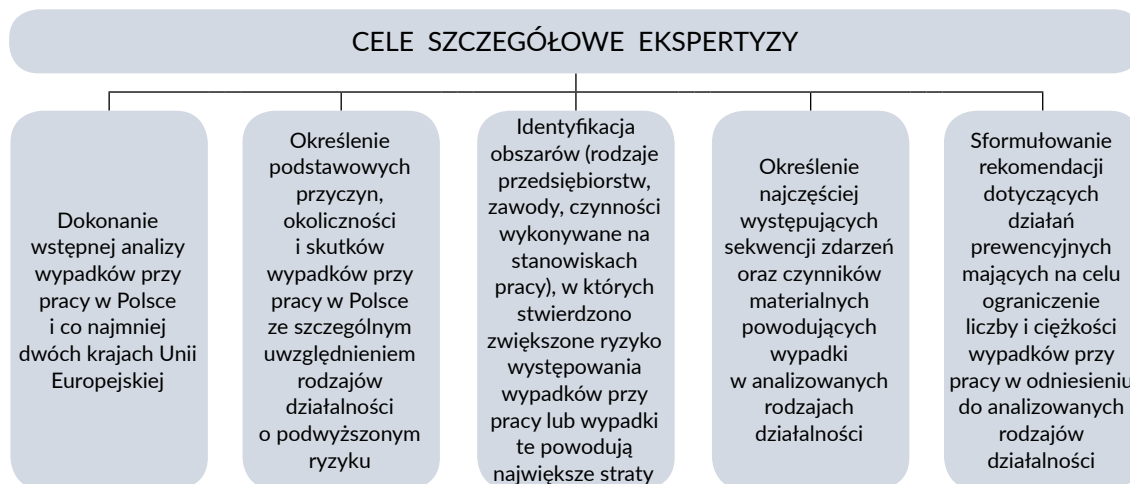 CELE SZCZEGÓŁOWE EKSPERTYZY
Dokonanie
wstępnej analizy
wypadków przy
pracy w Polsce
i co najmniej
dwóch krajach Unii
Europejskiej
Określenie
podstawowych
przyczyn,
okoliczności
i skutków
wypadków przy
pracy w Polsce
ze szczególnym
uwzględnieniem
rodzajów
działalności
o podwyższonym
ryzyku
Identyfikacja
obszarów (rodzaje
przedsiębiorstw,
zawody, czynności
wykonywane na
stanowiskach
pracy), w których
stwierdzono
zwiększone ryzyko
występowania
wypadków przy
pracy lub wypadki
te powodują
największe straty
Określenie
najczęściej
występujących
sekwencji zdarzeń
oraz czynników
materialnych
powodujących
wypadki
w analizowanych
rodzajach
działalności
Sformułowanie
rekomendacji
dotyczących
działań
prewencyjnych
mających na celu
ograniczenie
liczby i ciężkości
wypadków przy
pracy w odniesieniu
do analizowanych
rodzajów
działalności